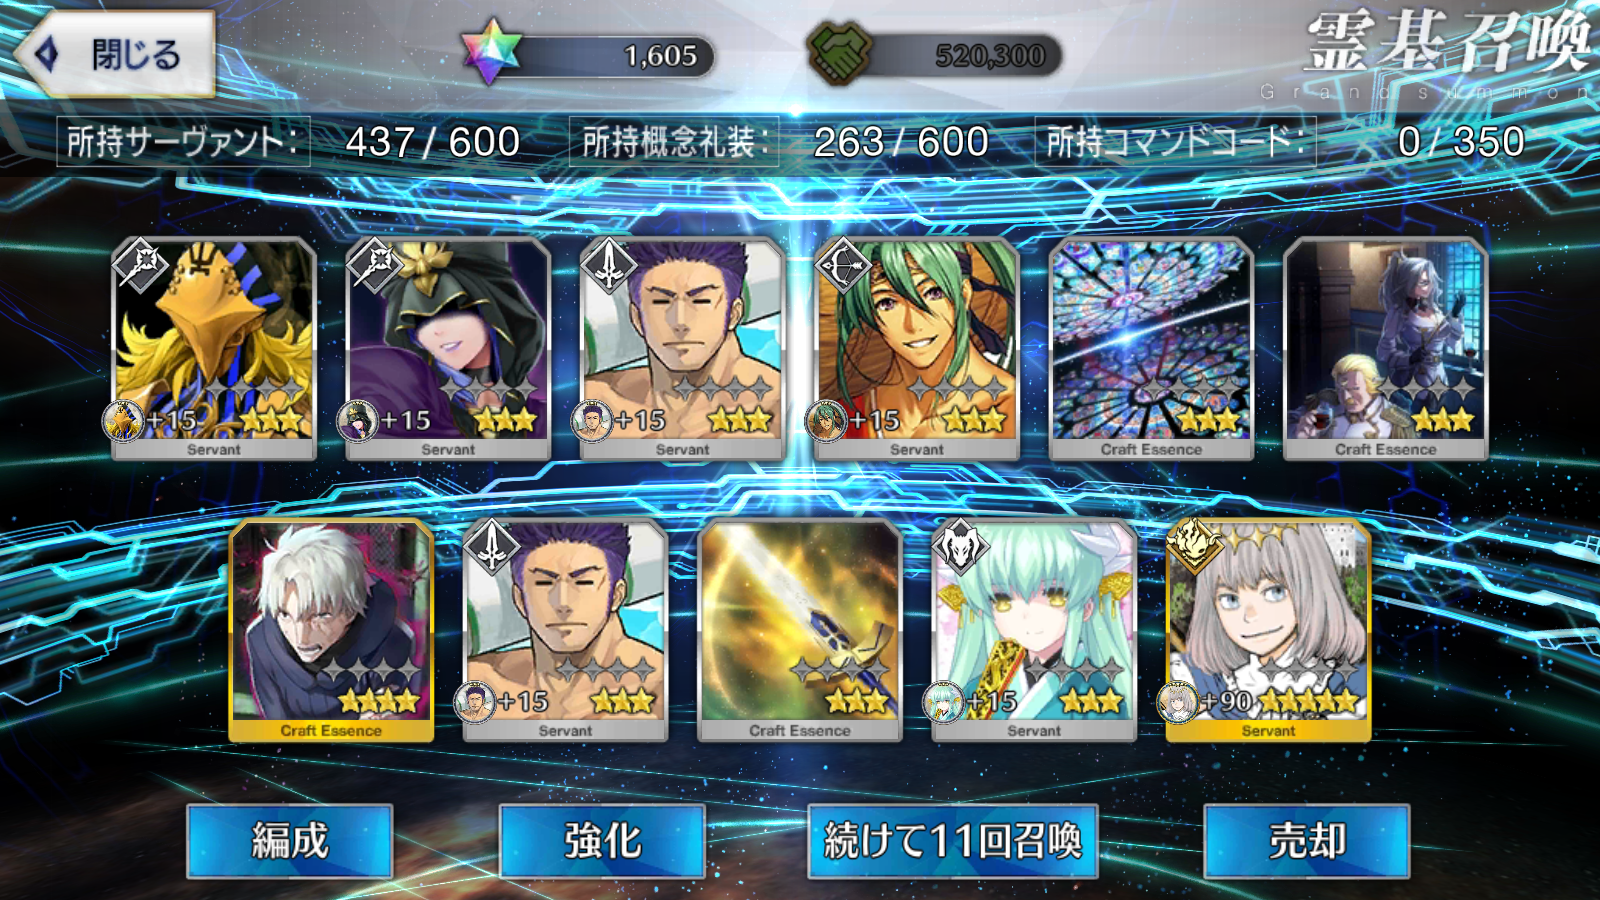 閉じる
1,605
520,300
霊基召喚
Grand summon
所持サーヴァント: 437 / 600
所持概念礼装: 263 / 600
所持コマンドコード: 0 / 350
+15
+15
+15
+15
Servant
Servant
Servant
Servant
Craft Essence
Craft Essence
+15
+15
+90
Craft Essence
Servant
Craft Essence
Servant
Servant
編成
強化
続けて11回召喚
売却